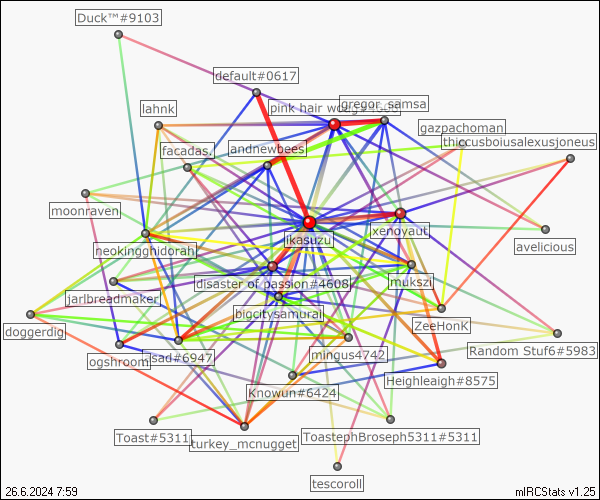 Duck™#9103
default#0617
pink hair
gregor_samsa
lahnk
gazpachoman
thicursboiusalexusjoneus
andnewbees
facadas.
moonraven
ikasuzu
xenoyaut
avelicious
neokingghidorah
disaster of passion#4608
mukszi
jarlbreadmaker
bigcitysamurai
ZeeHonk
doggerdig
ogshroom
sad#6947
mingus4742
Random Stuf6#5983
Heighleaigh#8575
Knowun#6424
Toast#5311
turkey_mcnugget
ToastephBroseph5311#5311
tescoroll
26.6.2024 7:59
mIRCStats v1.25